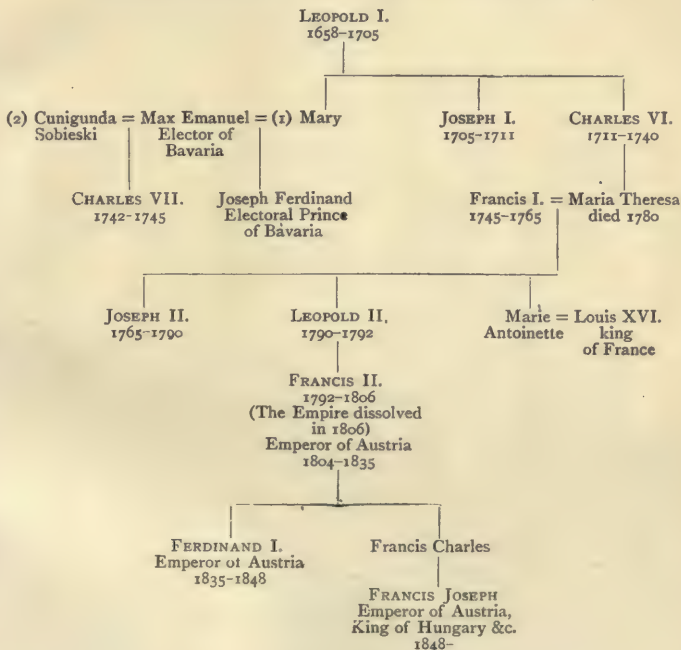 LEOPOLD I.
1658–1705
(2) Cunigunda = Max Emanuel = (1) Mary
Sobieski
Elector of
Bavaria
JOSEPH I.
1705–1711
CHARLES VI.
1711–1740
CHARLES VII.
1742-1745
Joseph Ferdinand
Electoral Prince
of Bavaria
Francis I. = Maria Theresa
1745-1765
died 1780
JOSEPH II.
1765–1790
LEOPOLD II.
1790–1792
Marie = Louis XVI.
Antoinette
king
of France
FRANCIS II.
1792–1806
(The Empire dissolved
in 1806)
Emperor of Austria
1804–1835
FERDINAND I.
Emperor of Austria
1835-1848
Francis Charles
FRANCIS JOSEPH
Emperor of Austria,
King of Hungary &c.
1848-